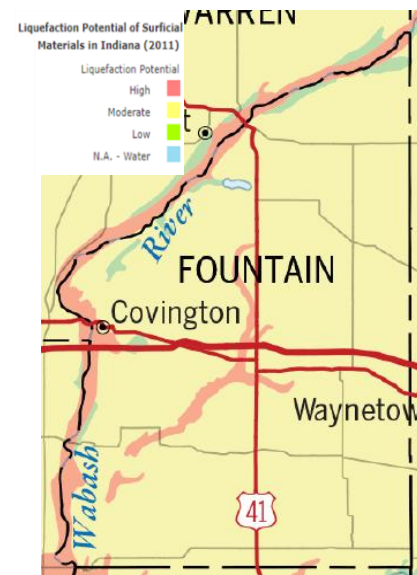 Liquefaction Potential of Surficial
Materials in Indiana (2011)
Liquefaction Potential
High
Moderate
Low
N.A. - Water
ARREN
t
River
FOUNTAIN
Covington
Waynetow
Wabash
41